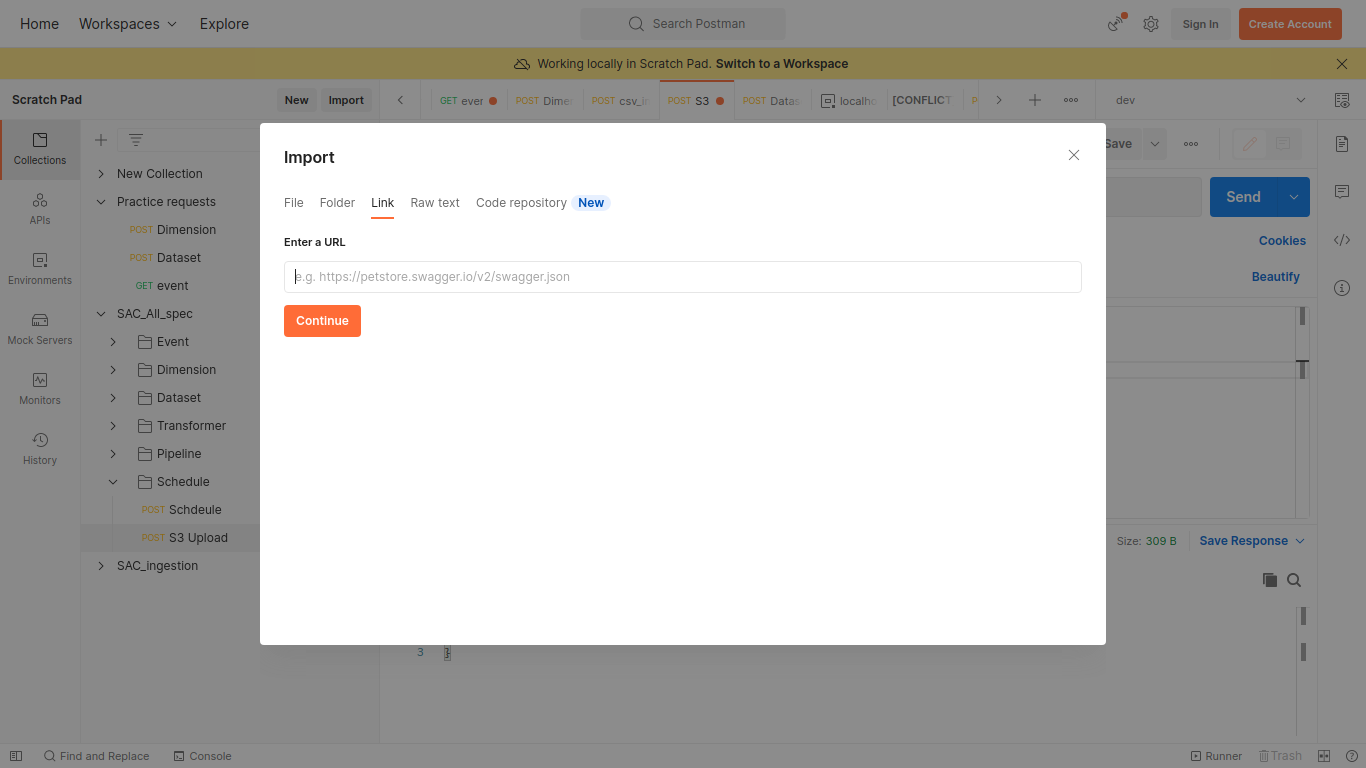 Home Workspaces Explore Search Postman Sign In Create Account
Working locally in Scratch Pad. Switch to a Workspace
Scratch Pad New Import GET ever POST Dime POST csv_i POST S3 POST Datas localho [CONFLICT dev
Collections
APIs
Environments
Mock Servers
Monitors
History
New Collection
Practice requests
POST Dimension
POST Dataset
GET event
SAC_All_spec
Event
Dimension
Dataset
Transformer
Pipeline
Schedule
POST Schdeule
POST S3 Upload
SAC_ingestion
Import
File Folder Link Raw text Code repository New
Enter a URL
e.g. https://petstore.swagger.io/v2/swagger.json
Continue
Save
Send
Cookies
Beautify
Size: 309 B Save Response
3 }
Find and Replace Console Runner Trash